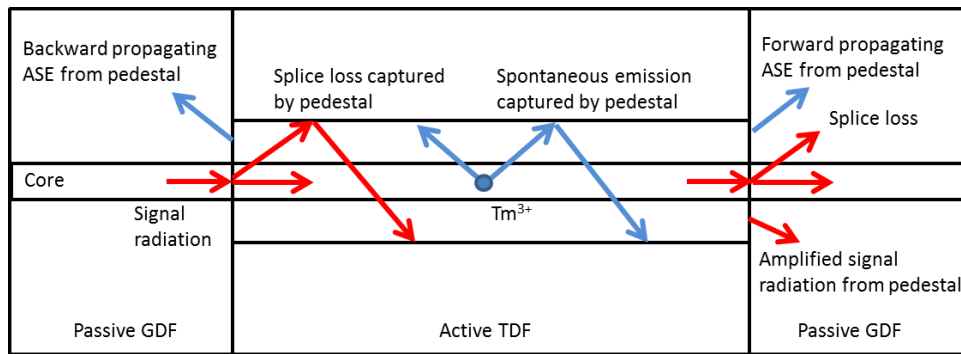 Backward propagating
ASE from pedestal
Splice loss captured
by pedestal
Spontaneous emission
captured by pedestal
Forward propagating
ASE from pedestal
Splice loss
Core
Signal
radiation
Tm³⁺
Amplified signal
radiation from pedestal
Passive GDF
Active TDF
Passive GDF